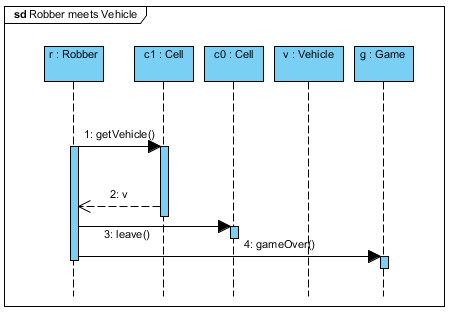 sd Robber meets Vehicle
r : Robber
c1 : Cell
c0 : Cell
v : Vehicle
g : Game
1: getVehicle()
2: v
3: leave()
4: gameOver()